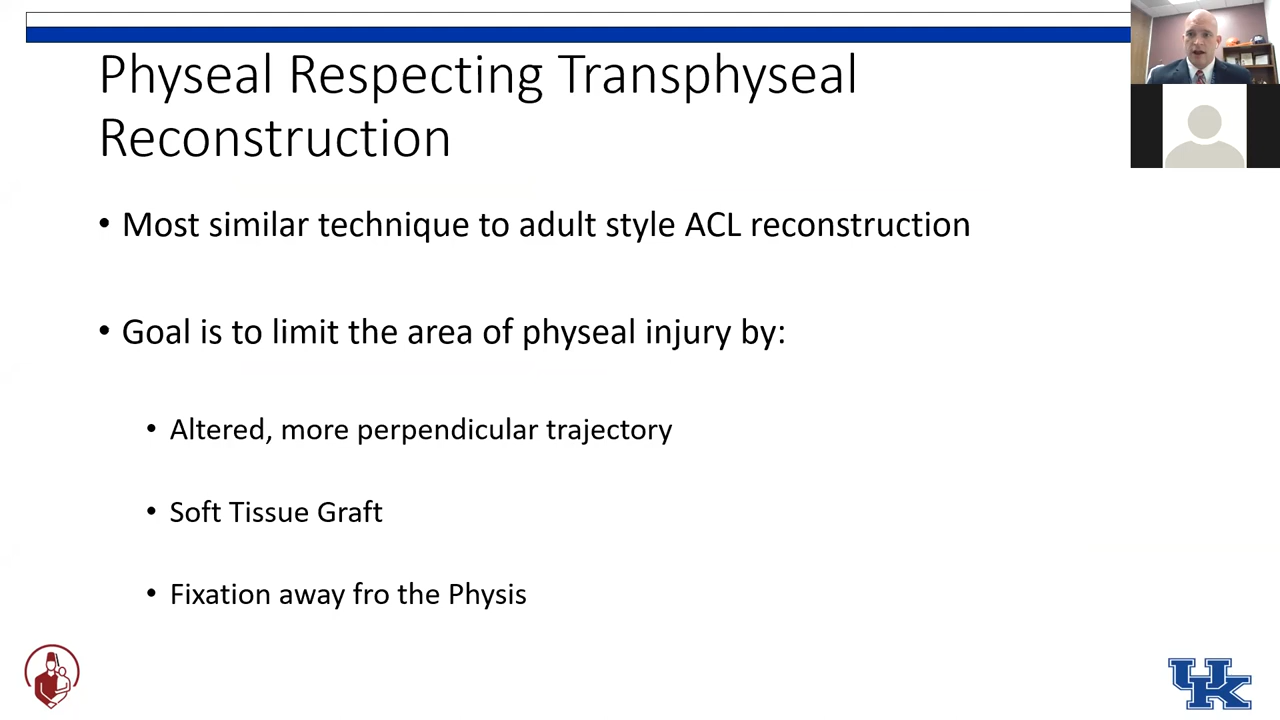 Physeal Respecting Transphyseal
Reconstruction
• Most similar technique to adult style ACL reconstruction
• Goal is to limit the area of physeal injury by:
• Altered, more perpendicular trajectory
• Soft Tissue Graft
• Fixation away fro the Physis
UK